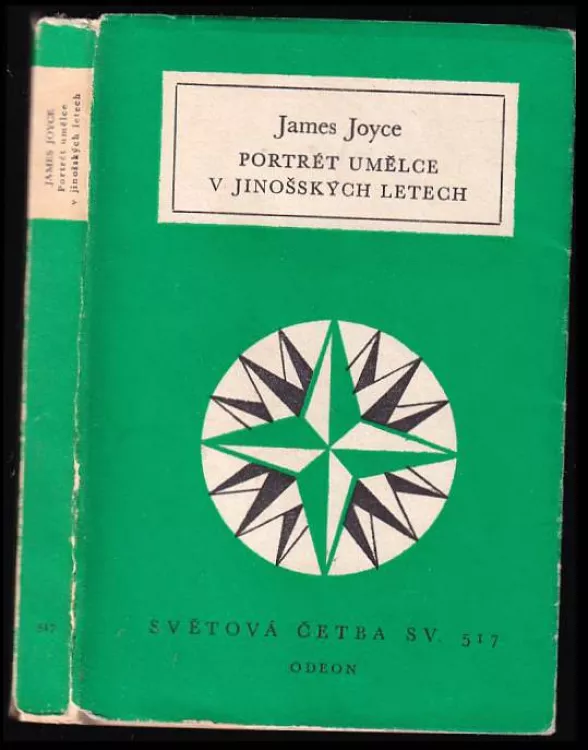 JAMES JOYCE
Portrét umělce
v jinošských letech
517
James Joyce
PORTRÉT UMĚLCE
V JINOŠSKÝCH LETECH
SVĚTOVÁ ČETBA SV. 517
ODEON